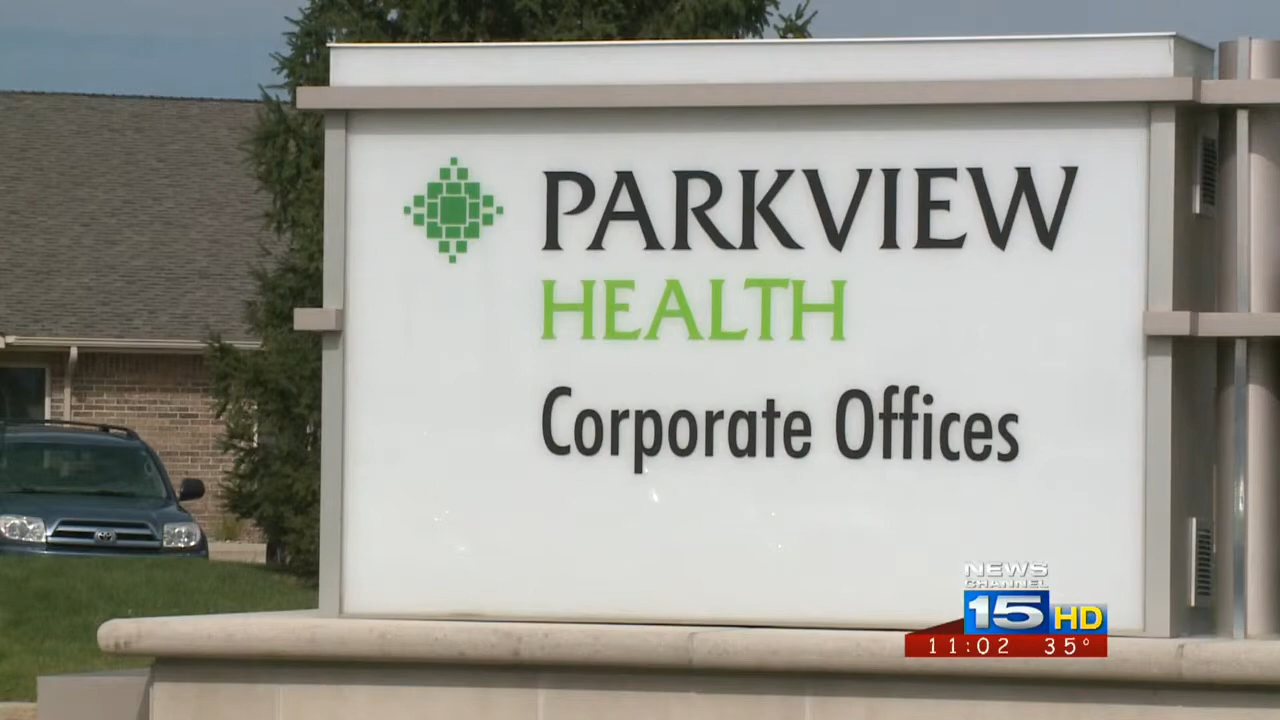 PARKVIEW
HEALTH
Corporate Offices
NEWS
CHANNEL
15 HD
11:02 35°